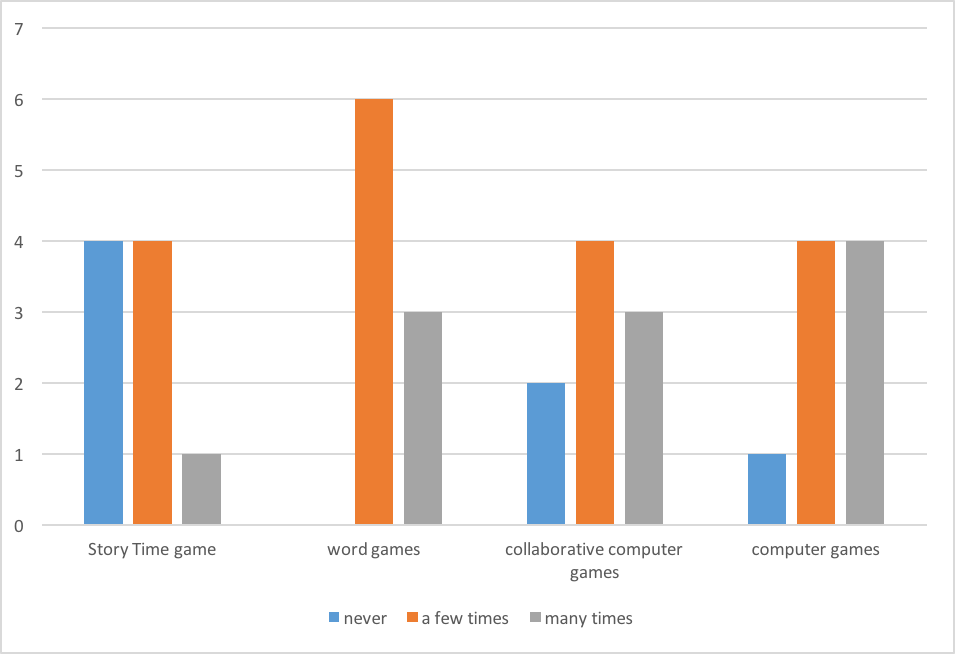 7
6
5
4
3
2
1
0
Story Time game
word games
collaborative computer
games
computer games
never
a few times
many times